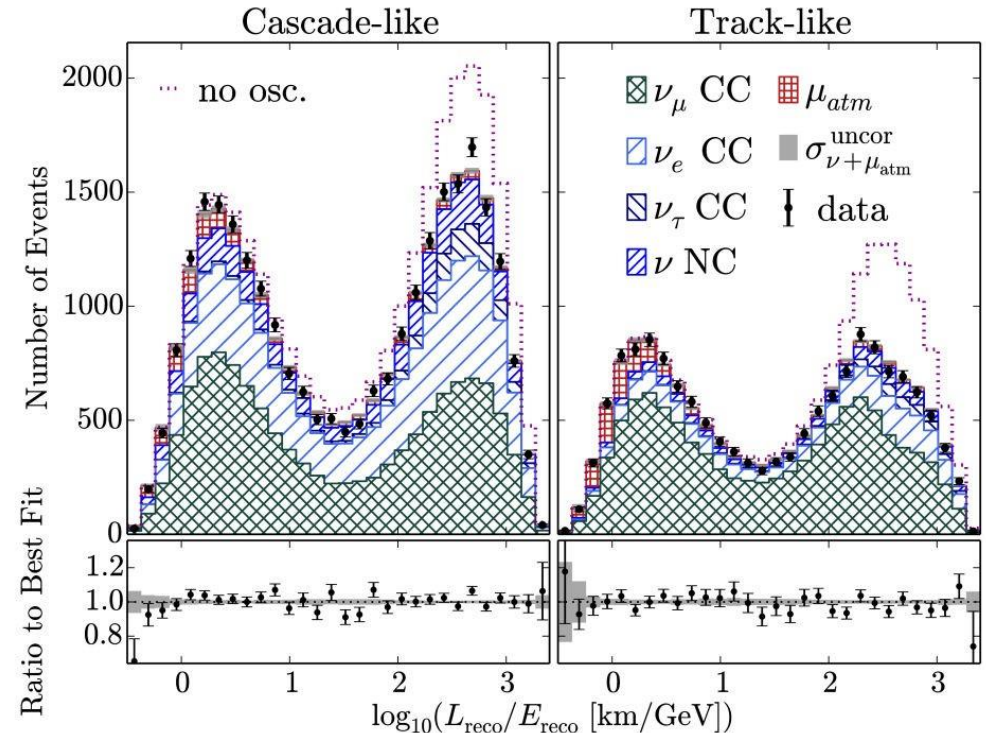 Cascade-like
Track-like
Number of Events
2000
1500
1000
500
0
no osc.
ν_μ CC
ν_e CC
ν_τ CC
ν NC
μ_atm
σ^uncor_ν+μ_atm
data
Ratio to Best Fit
1.2
1.0
0.8
0 1 2 3
0 1 2 3
log₁₀(L_reco/E_reco [km/GeV])